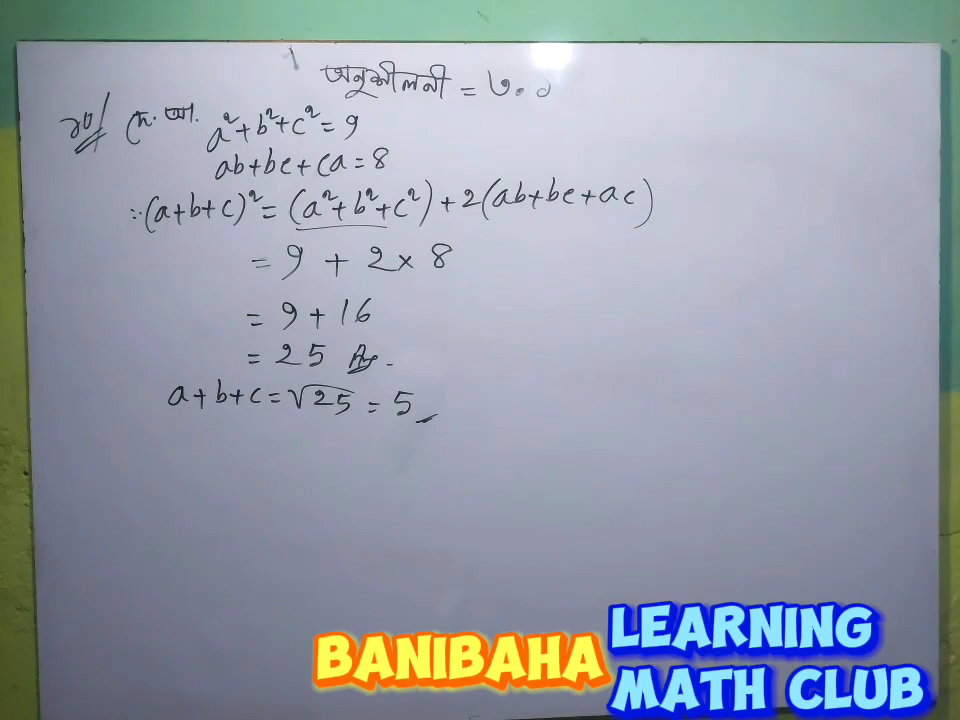 অনুশীলনী = ৩.১
দে. আ. a²+b²+c² = 9
ab+bc+ca = 8
∴ (a+b+c)² = (a²+b²+c²) + 2(ab+bc+ac)
= 9 + 2 × 8
= 9 + 16
= 25 Ans.
a+b+c = √25 = 5
BANIBAHA LEARNING MATH CLUB